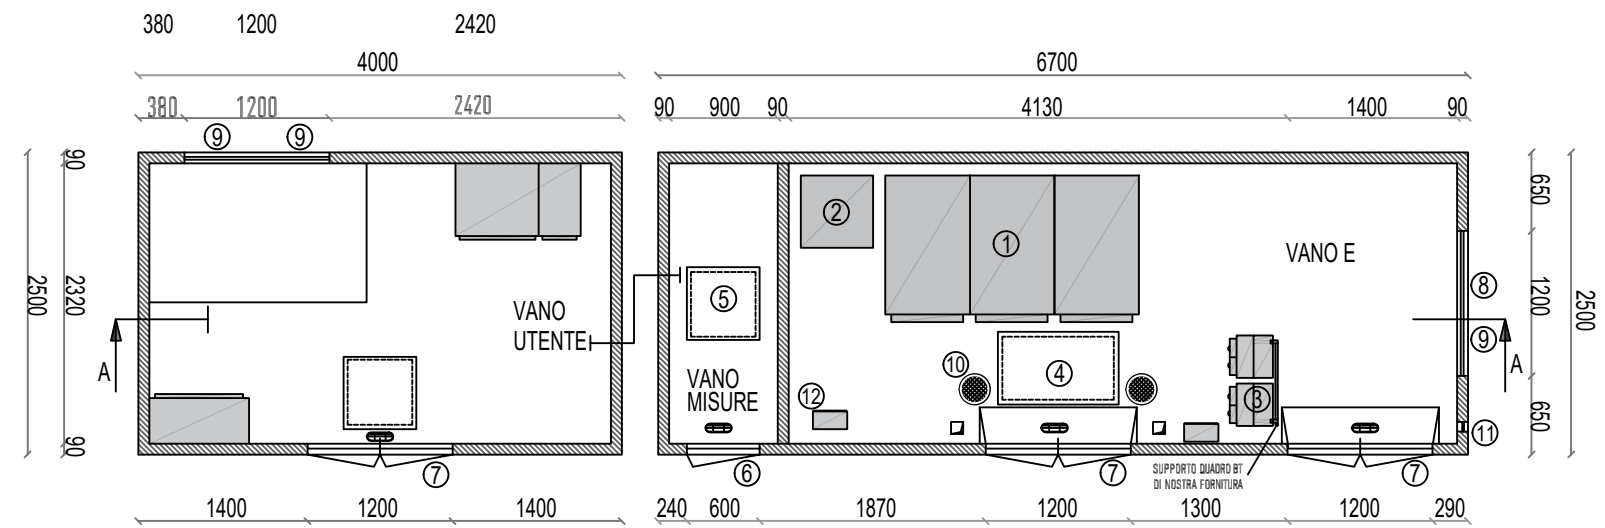 380 1200 2420
4000 6700
380 1200 2420 90 900 90 4130 1400 90
9 9
90
2320
90
2500
VANO
UTENTE
A
7
2
1
VANO E
5
VANO
MISURE
10
4
12
3
8
9
A
11
6
7
7
SUPPORTO QUADRO BT
DI NOSTRA FORNITURA
650
1200
650
2500
1400 1200 1400 240 600 1870 1200 1300 1200 290